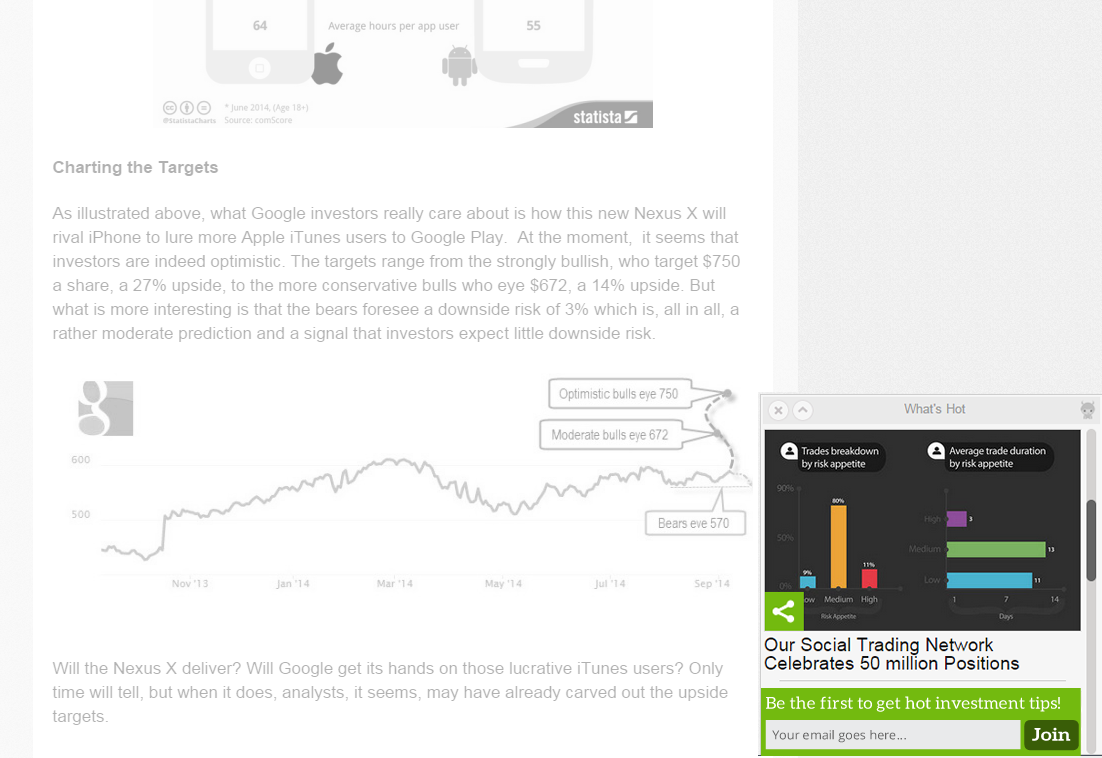 64
Average hours per app user
55
* June 2014, (Age 18+)
@StatistaCharts Source: comScore
statista
Charting the Targets
As illustrated above, what Google investors really care about is how this new Nexus X will
rival iPhone to lure more Apple iTunes users to Google Play.  At the moment,  it seems that
investors are indeed optimistic. The targets range from the strongly bullish, who target $750
a share, a 27% upside, to the more conservative bulls who eye $672, a 14% upside. But
what is more interesting is that the bears foresee a downside risk of 3% which is, all in all, a
rather moderate prediction and a signal that investors expect little downside risk.
g
Optimistic bulls eye 750
Moderate bulls eye 672
600
500
Bears eye 570
Nov '13
Jan '14
Mar '14
May '14
Jul '14
Sep '14
Will the Nexus X deliver? Will Google get its hands on those lucrative iTunes users? Only
time will tell, but when it does, analysts, it seems, may have already carved out the upside
targets.
What's Hot
Trades breakdown
by risk appetite
90%
50%
0%
9%
80%
11%
ow Medium High
Risk Appetite
Average trade duration
by risk appetite
High 3
Medium 13
Low 11
1 7 14
Days
Our Social Trading Network
Celebrates 50 million Positions
Be the first to get hot investment tips!
Your email goes here...
Join